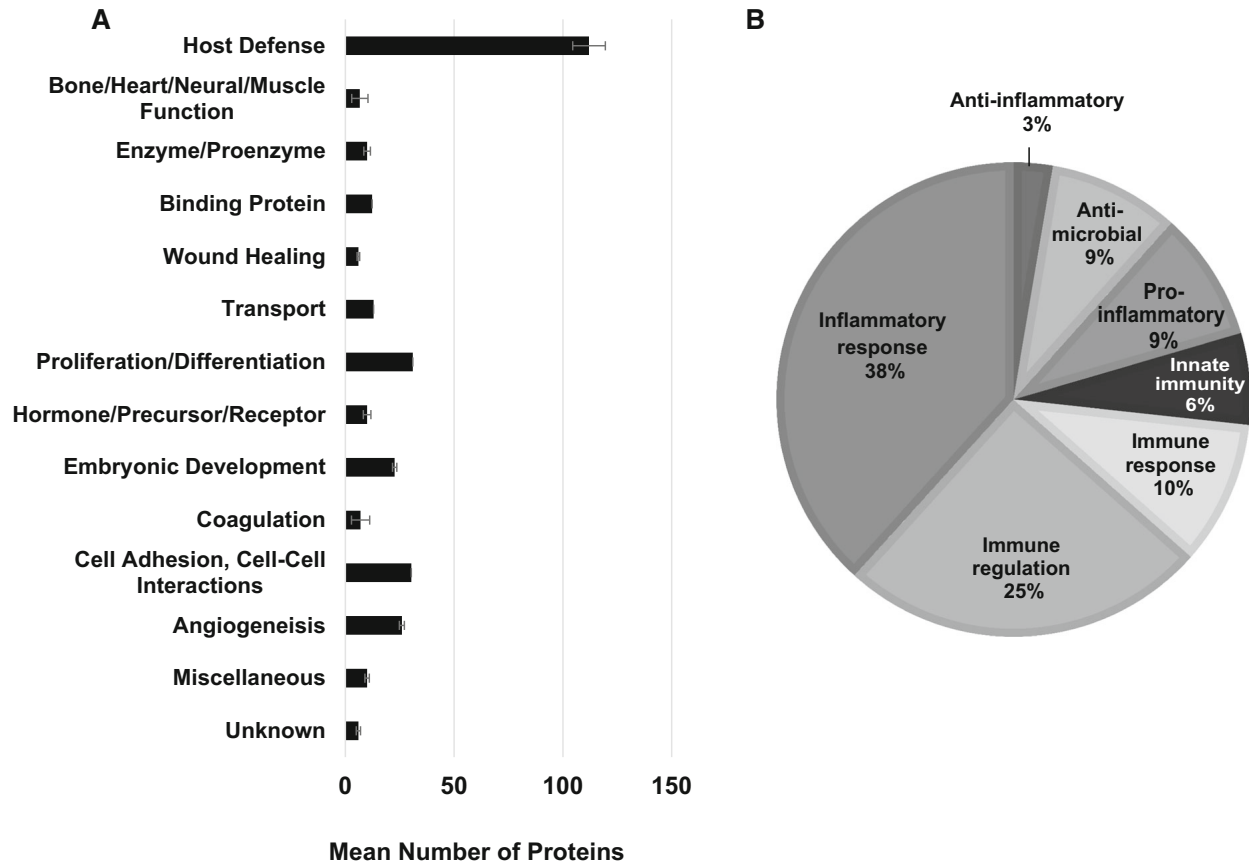 A
Host Defense
Bone/Heart/Neural/Muscle
Function
Enzyme/Proenzyme
Binding Protein
Wound Healing
Transport
Proliferation/Differentiation
Hormone/Precursor/Receptor
Embryonic Development
Coagulation
Cell Adhesion, Cell-Cell
Interactions
Angiogeneisis
Miscellaneous
Unknown
0 50 100 150
Mean Number of Proteins
B
Anti-inflammatory
3%
Anti-
microbial
9%
Pro-
inflammatory
9%
Innate
immunity
6%
Immune
response
10%
Immune
regulation
25%
Inflammatory
response
38%